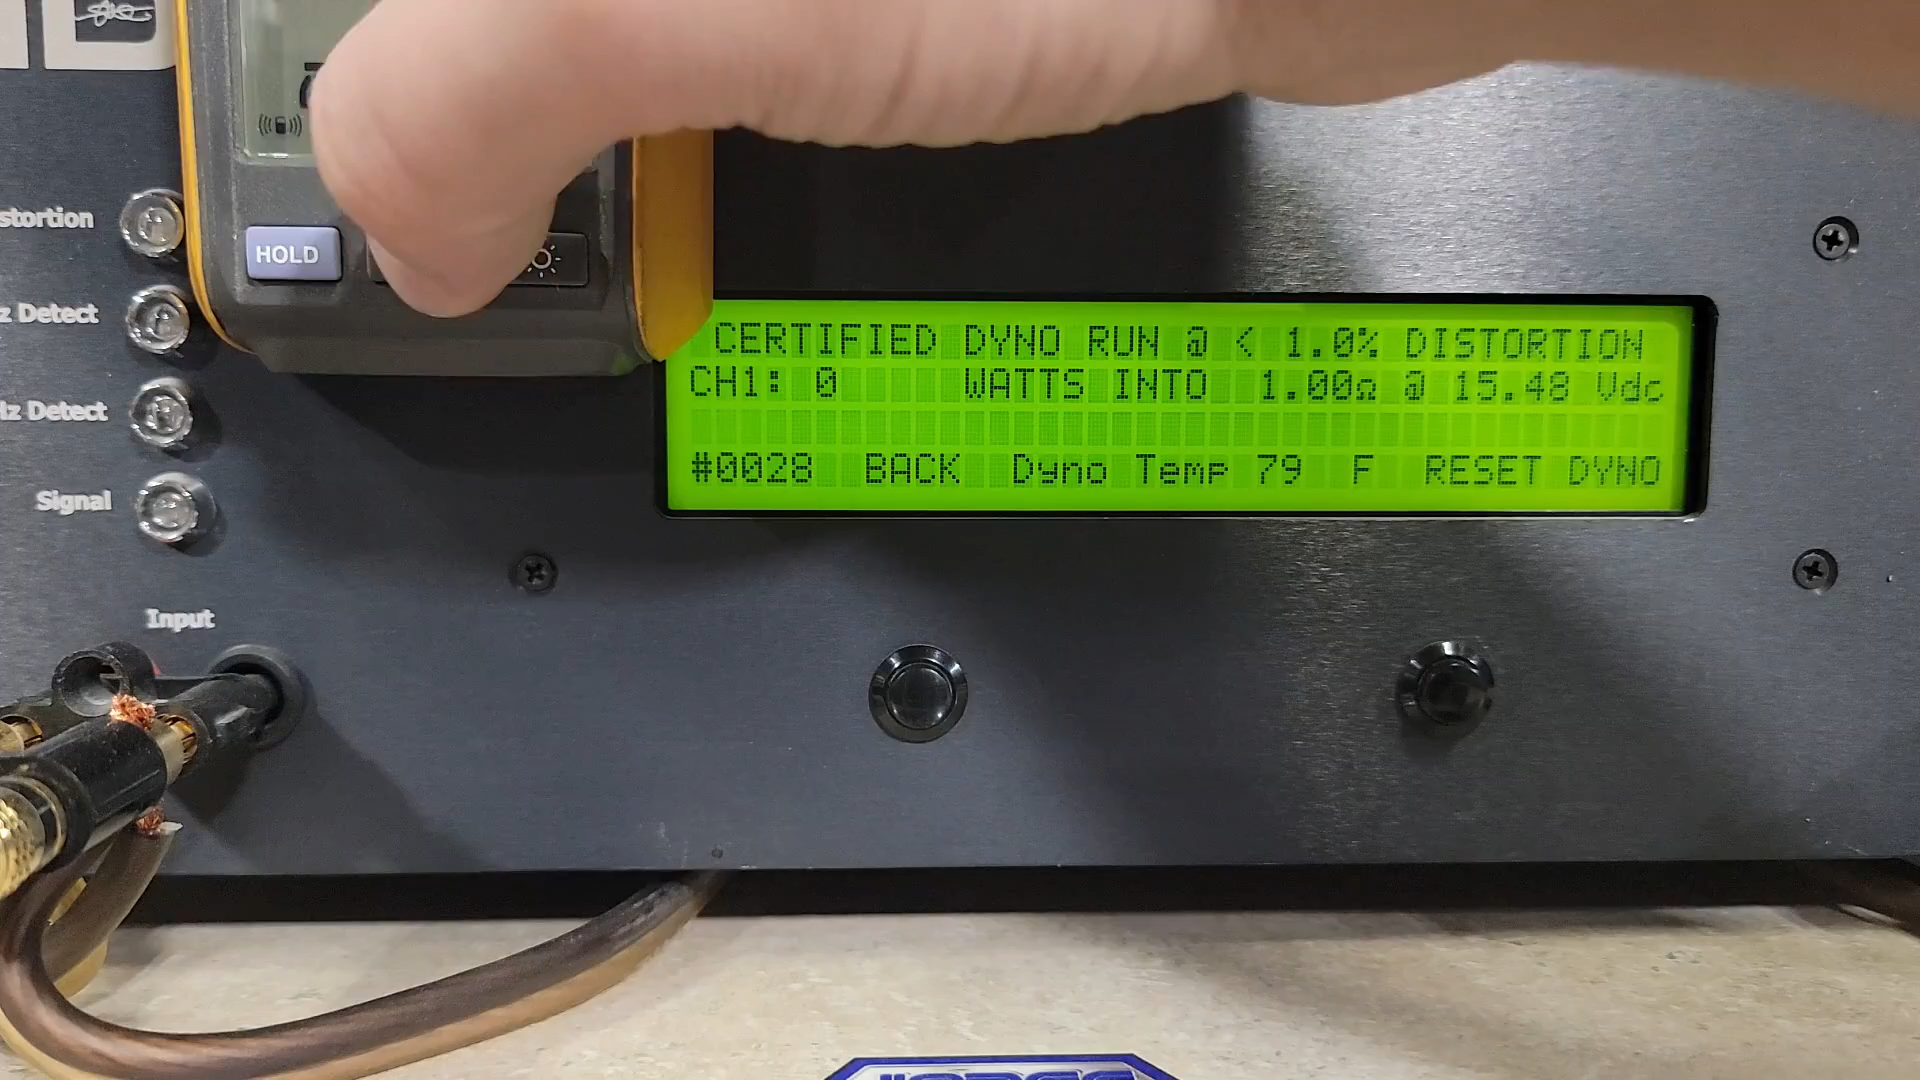 HOLD
stortion
z Detect
lz Detect
Signal
Input
CERTIFIED DYNO RUN @ < 1.0% DISTORTION
CH1: 0 WATTS INTO 1.00Ω @ 15.48 Vdc
#0028 BACK Dyno Temp 79 F RESET DYNO